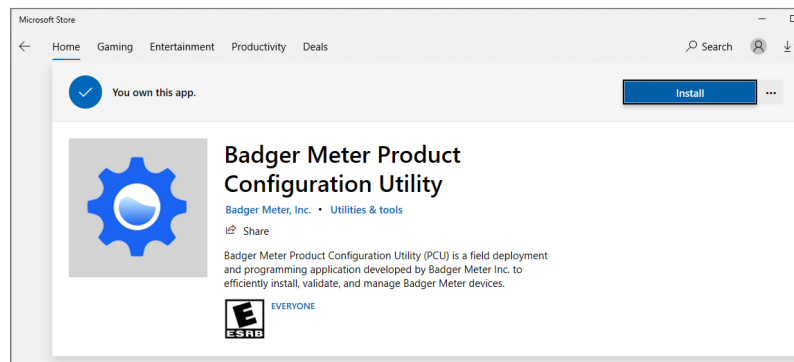 Microsoft Store
Home Gaming Entertainment Productivity Deals Search
You own this app.
Install
Badger Meter Product
Configuration Utility
Badger Meter, Inc. • Utilities & tools
Share
Badger Meter Product Configuration Utility (PCU) is a field deployment
and programming application developed by Badger Meter Inc. to
efficiently install, validate, and manage Badger Meter devices.
E
ESRB
EVERYONE